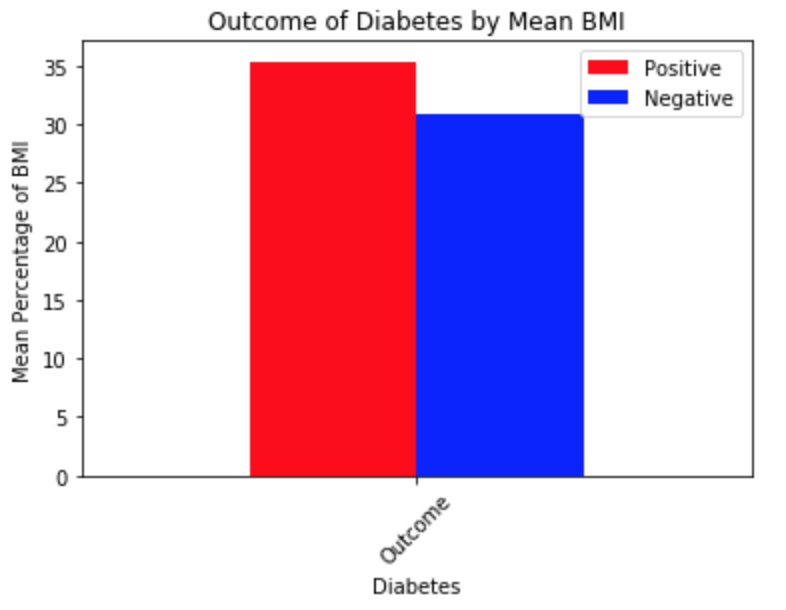 Outcome of Diabetes by Mean BMI
Positive
Negative
Mean Percentage of BMI
35
30
25
20
15
10
5
0
Outcome
Diabetes